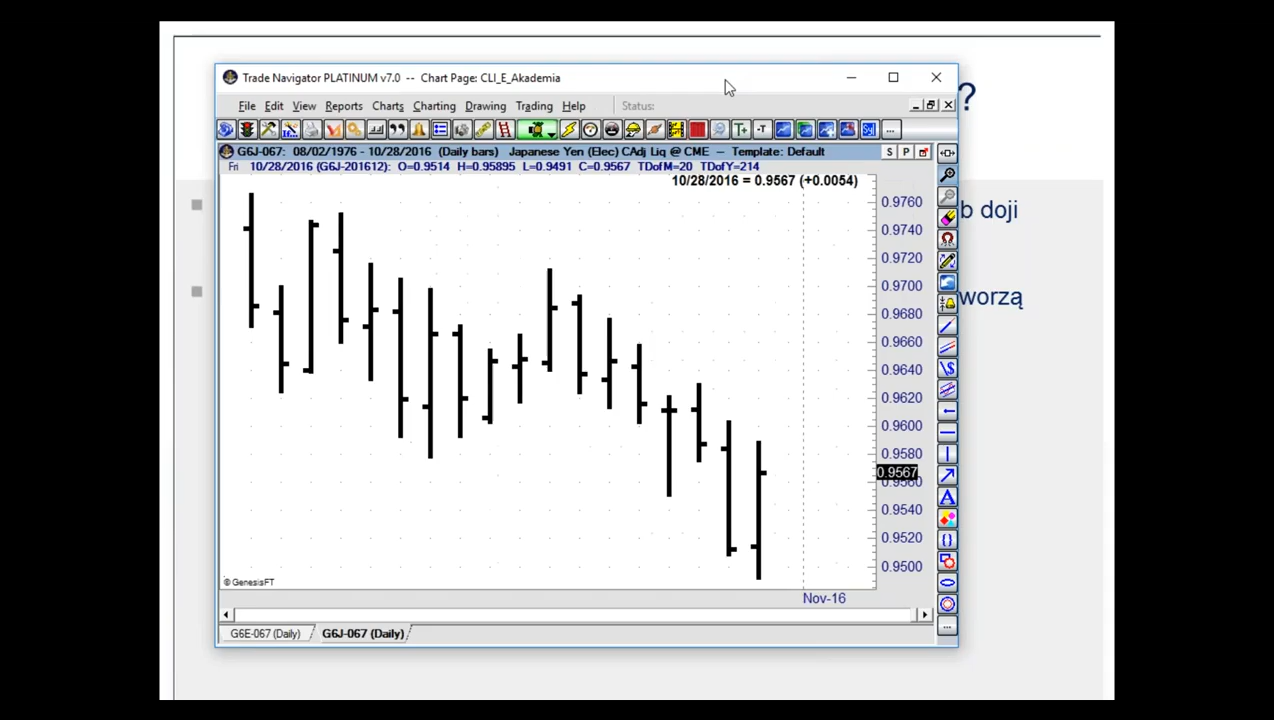 ?
Trade Navigator PLATINUM v7.0 -- Chart Page: CLI_E_Akademia
File Edit View Reports Charts Charting Drawing Trading Help Status:
G6J-067: 08/02/1976 - 10/28/2016 (Daily bars) Japanese Yen (Elec) CAdj Liq @ CME -- Template: Default S P
Fri 10/28/2016 (G6J-201612): O=0.9514 H=0.95895 L=0.9491 C=0.9567 TDofM=20 TDofY=214
10/28/2016 = 0.9567 (+0.0054)
0.9760
b doji
0.9740
0.9720
0.9700
worzą
0.9680
0.9660
0.9640
0.9620
0.9600
0.9580
0.9567
0.9560
0.9540
0.9520
0.9500
© GenesisFT
Nov-16
G6E-067 (Daily) G6J-067 (Daily)